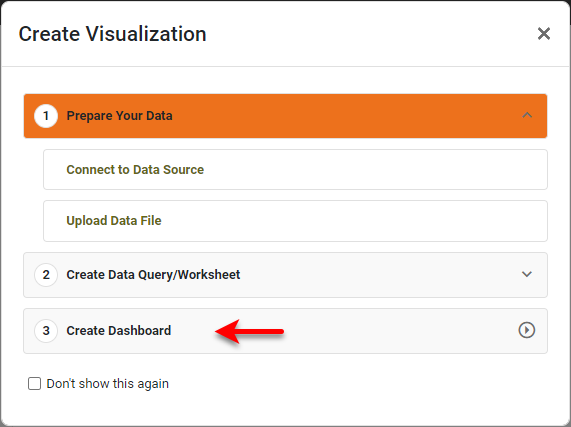 Create Visualization
1 Prepare Your Data
Connect to Data Source
Upload Data File
2 Create Data Query/Worksheet
3 Create Dashboard
Don't show this again